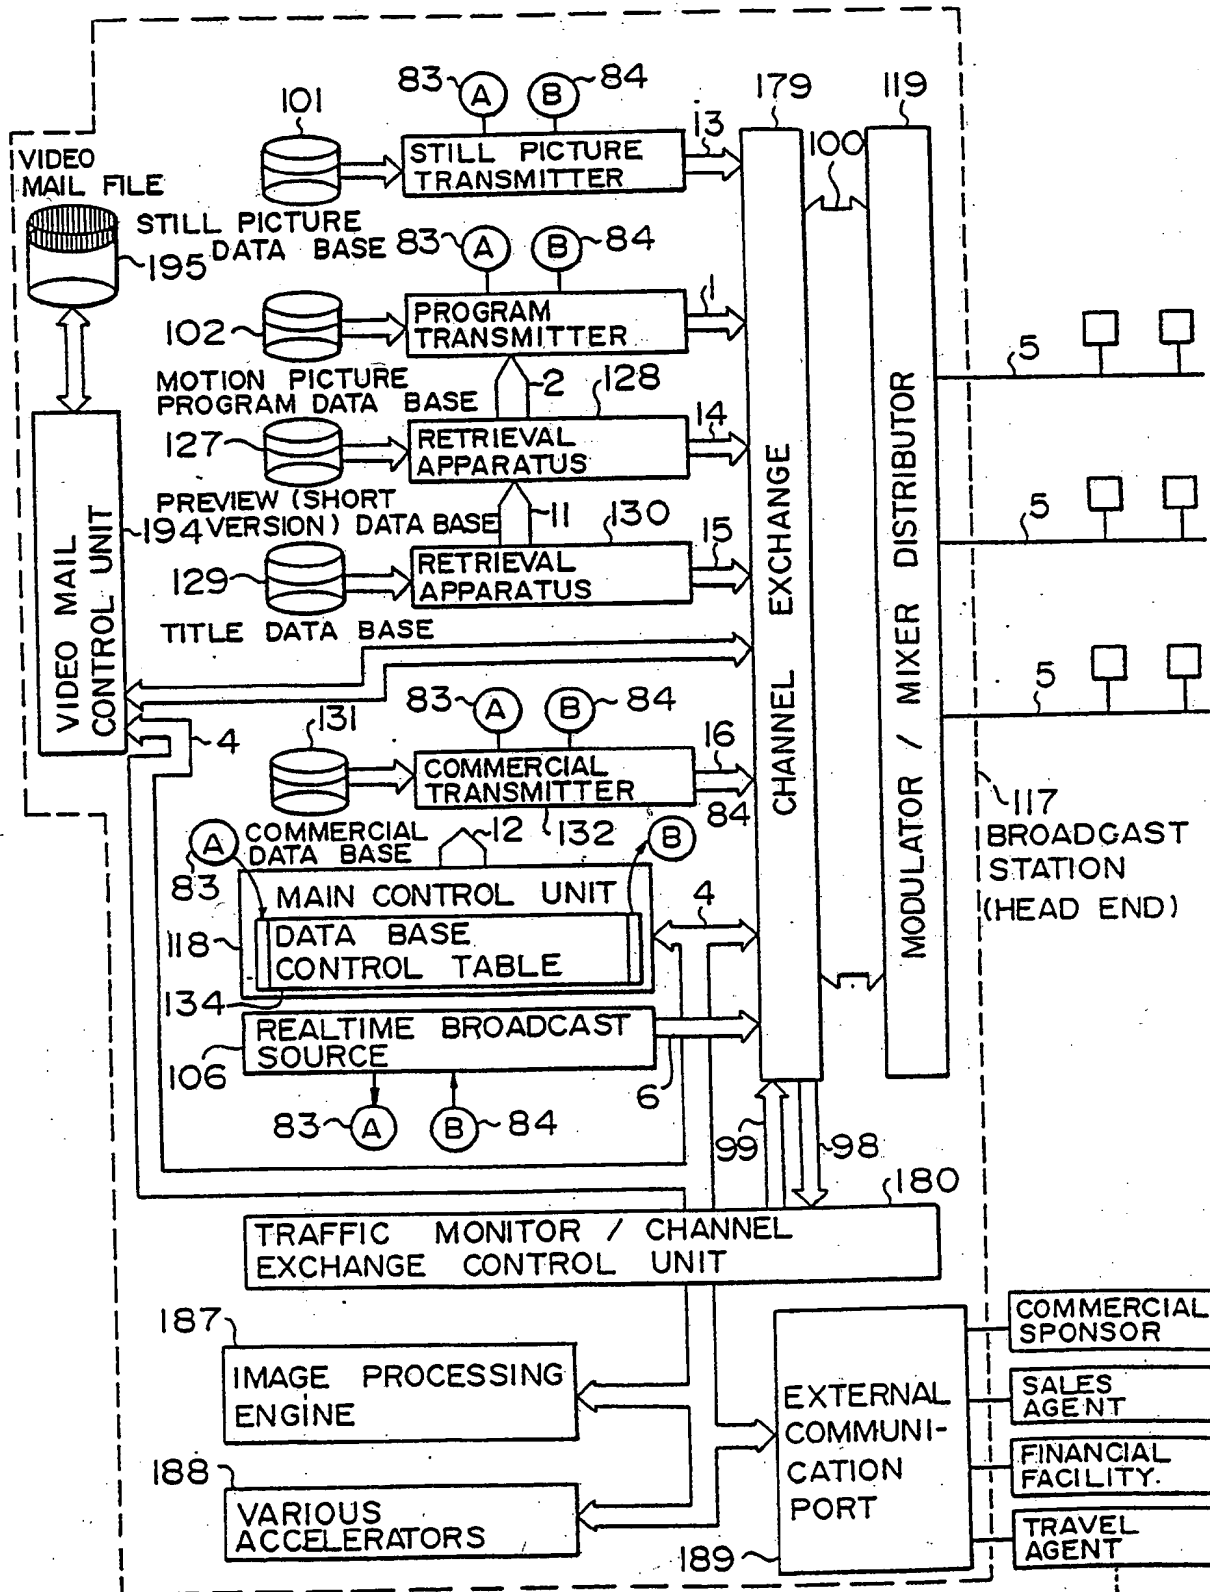 83
84
179
119
101
A
B
13
100
VIDEO
MAIL FILE
STILL PICTURE
TRANSMITTER
STILL PICTURE
DATA BASE
195
83
84
A
B
1
102
PROGRAM
TRANSMITTER
2
128
MOTION PICTURE
PROGRAM DATA BASE
127
RETRIEVAL
APPARATUS
14
5
PREVIEW (SHORT
VERSION) DATA BASE
194
11
130
15
5
129
RETRIEVAL
APPARATUS
TITLE DATA BASE
VIDEO MAIL
CONTROL UNIT
CHANNEL EXCHANGE
MODULATOR / MIXER DISTRIBUTOR
5
4
83
84
A
B
131
16
COMMERCIAL
TRANSMITTER
84
132
12
COMMERCIAL
DATA BASE
A
B
83
117
BROADCAST
STATION
(HEAD END)
MAIN CONTROL UNIT
4
118
DATA BASE
CONTROL TABLE
134
REALTIME BROADCAST
SOURCE
106
6
83
A
B
84
99
98
180
TRAFFIC MONITOR / CHANNEL
EXCHANGE CONTROL UNIT
187
IMAGE PROCESSING
ENGINE
188
VARIOUS
ACCELERATORS
EXTERNAL
COMMUNI-
CATION
PORT
189
COMMERCIAL
SPONSOR
SALES
AGENT
FINANCIAL
FACILITY.
TRAVEL
AGENT